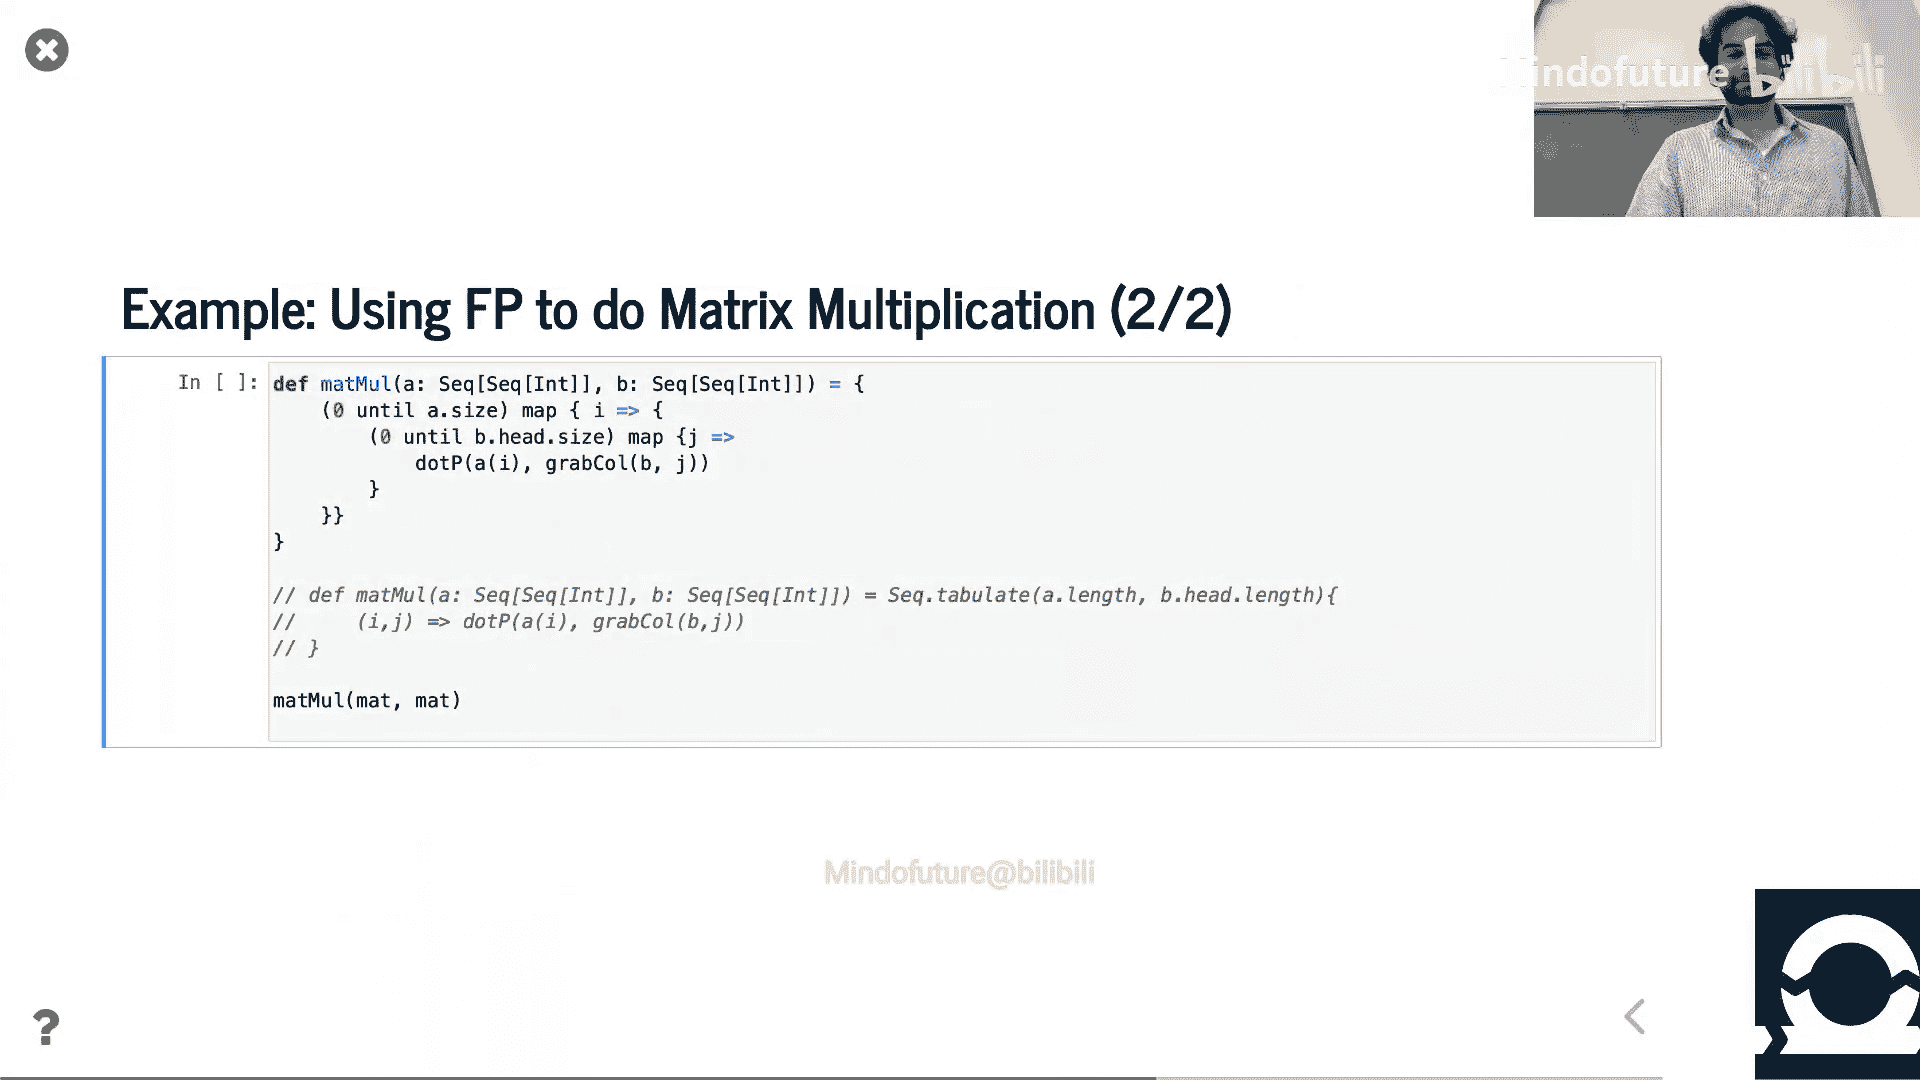 Mindofuture bilibili
Example: Using FP to do Matrix Multiplication (2/2)
In [ ]:
def matMul(a: Seq[Seq[Int]], b: Seq[Seq[Int]]) = {
    (0 until a.size) map { i => {
        (0 until b.head.size) map {j =>
            dotP(a(i), grabCol(b, j))
        }
    }}
}
// def matMul(a: Seq[Seq[Int]], b: Seq[Seq[Int]]) = Seq.tabulate(a.length, b.head.length){
//     (i,j) => dotP(a(i), grabCol(b,j))
// }
matMul(mat, mat)
Mindofuture@bilibili
?